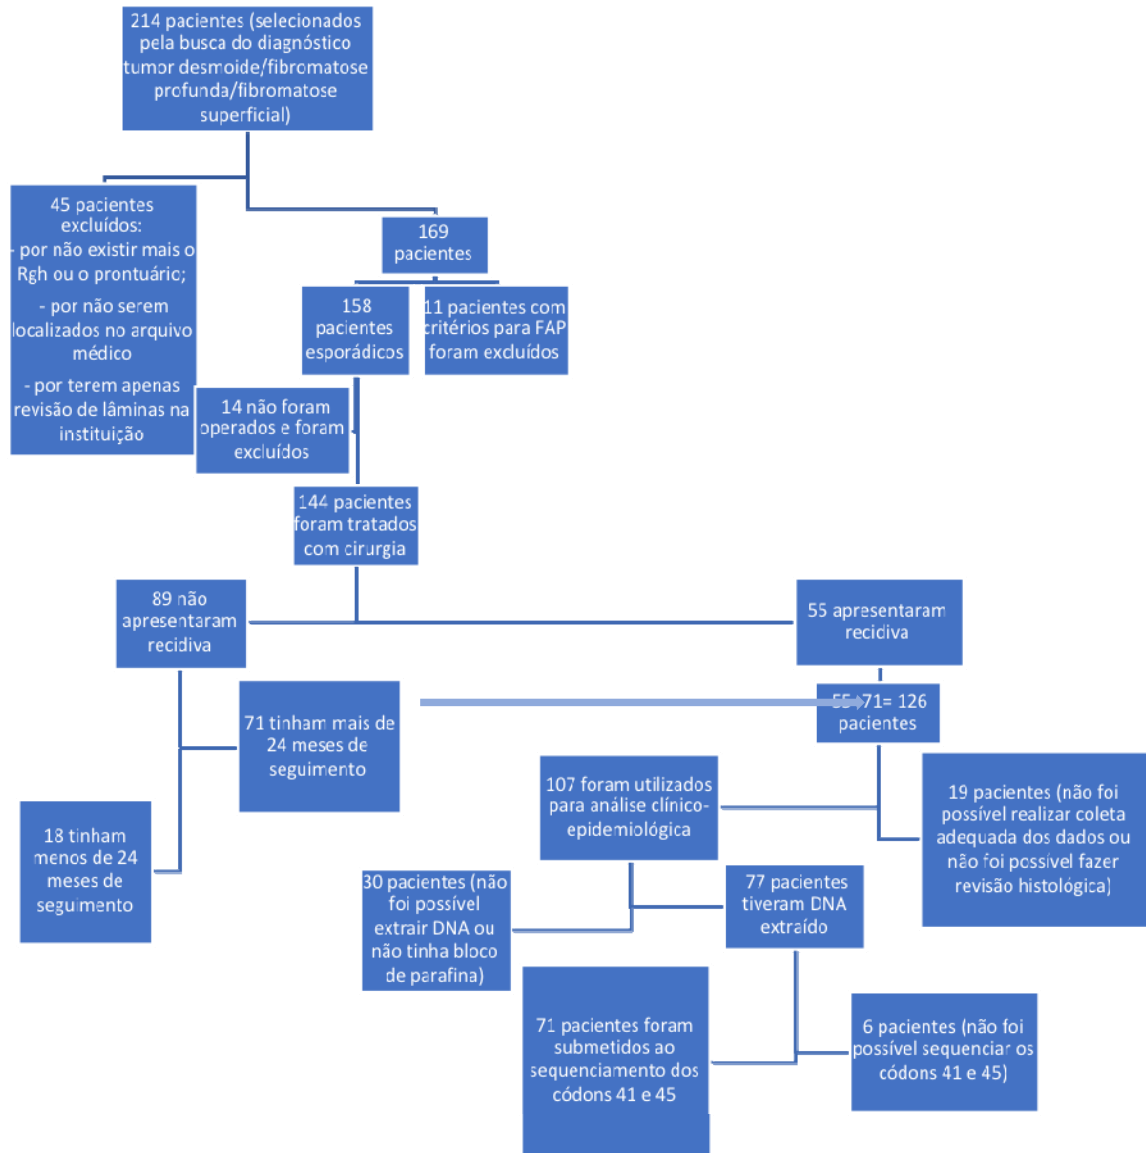 214 pacientes (selecionados
pela busca do diagnóstico
tumor desmoide/fibromatose
profunda/fibromatose
superficial)
45 pacientes
excluídos:
- por não existir mais o
Rgh ou o prontuário;
- por não serem
localizados no arquivo
médico
- por terem apenas
revisão de lâminas na
instituição
169
pacientes
158
pacientes
esporádicos
11 pacientes com
critérios para FAP
foram excluídos
14 não foram
operados e foram
excluídos
144 pacientes
foram tratados
com cirurgia
89 não
apresentaram
recidiva
55 apresentaram
recidiva
71 tinham mais de
24 meses de
seguimento
55 71= 126
pacientes
18 tinham
menos de 24
meses de
seguimento
107 foram utilizados
para análise clínico-
epidemiológica
19 pacientes (não foi
possível realizar coleta
adequada dos dados ou
não foi possível fazer
revisão histológica)
30 pacientes (não
foi possível
extrair DNA ou
não tinha bloco
de parafina)
77 pacientes
tiveram DNA
extraído
71 pacientes foram
submetidos ao
sequenciamento dos
códons 41 e 45
6 pacientes (não foi
possível sequenciar os
códons 41 e 45)